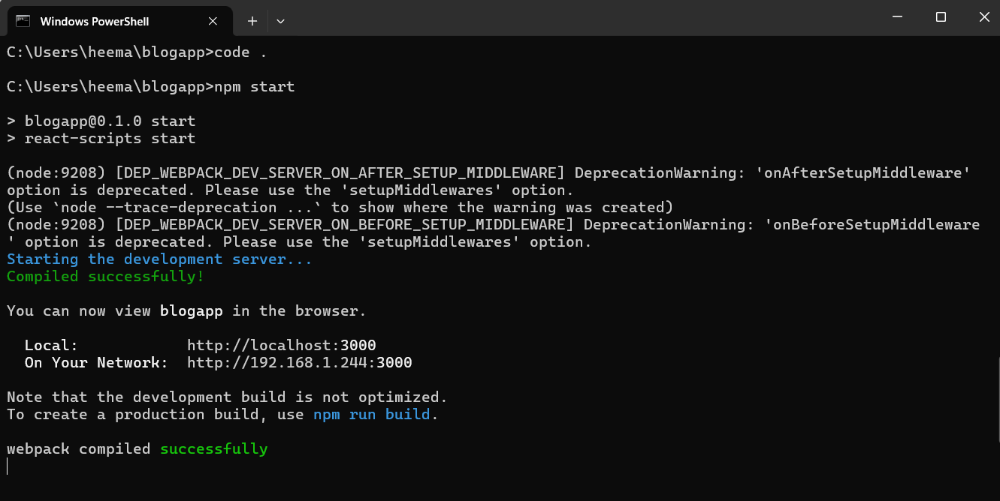 Windows PowerShell
C:\Users\heema\blogapp>code .
C:\Users\heema\blogapp>npm start
> blogapp@0.1.0 start
> react-scripts start
(node:9208) [DEP_WEBPACK_DEV_SERVER_ON_AFTER_SETUP_MIDDLEWARE] DeprecationWarning: 'onAfterSetupMiddleware'
option is deprecated. Please use the 'setupMiddlewares' option.
(Use `node --trace-deprecation ...` to show where the warning was created)
(node:9208) [DEP_WEBPACK_DEV_SERVER_ON_BEFORE_SETUP_MIDDLEWARE] DeprecationWarning: 'onBeforeSetupMiddleware
' option is deprecated. Please use the 'setupMiddlewares' option.
Starting the development server...
Compiled successfully!
You can now view blogapp in the browser.
Local:            http://localhost:3000
On Your Network:  http://192.168.1.244:3000
Note that the development build is not optimized.
To create a production build, use npm run build.
webpack compiled successfully